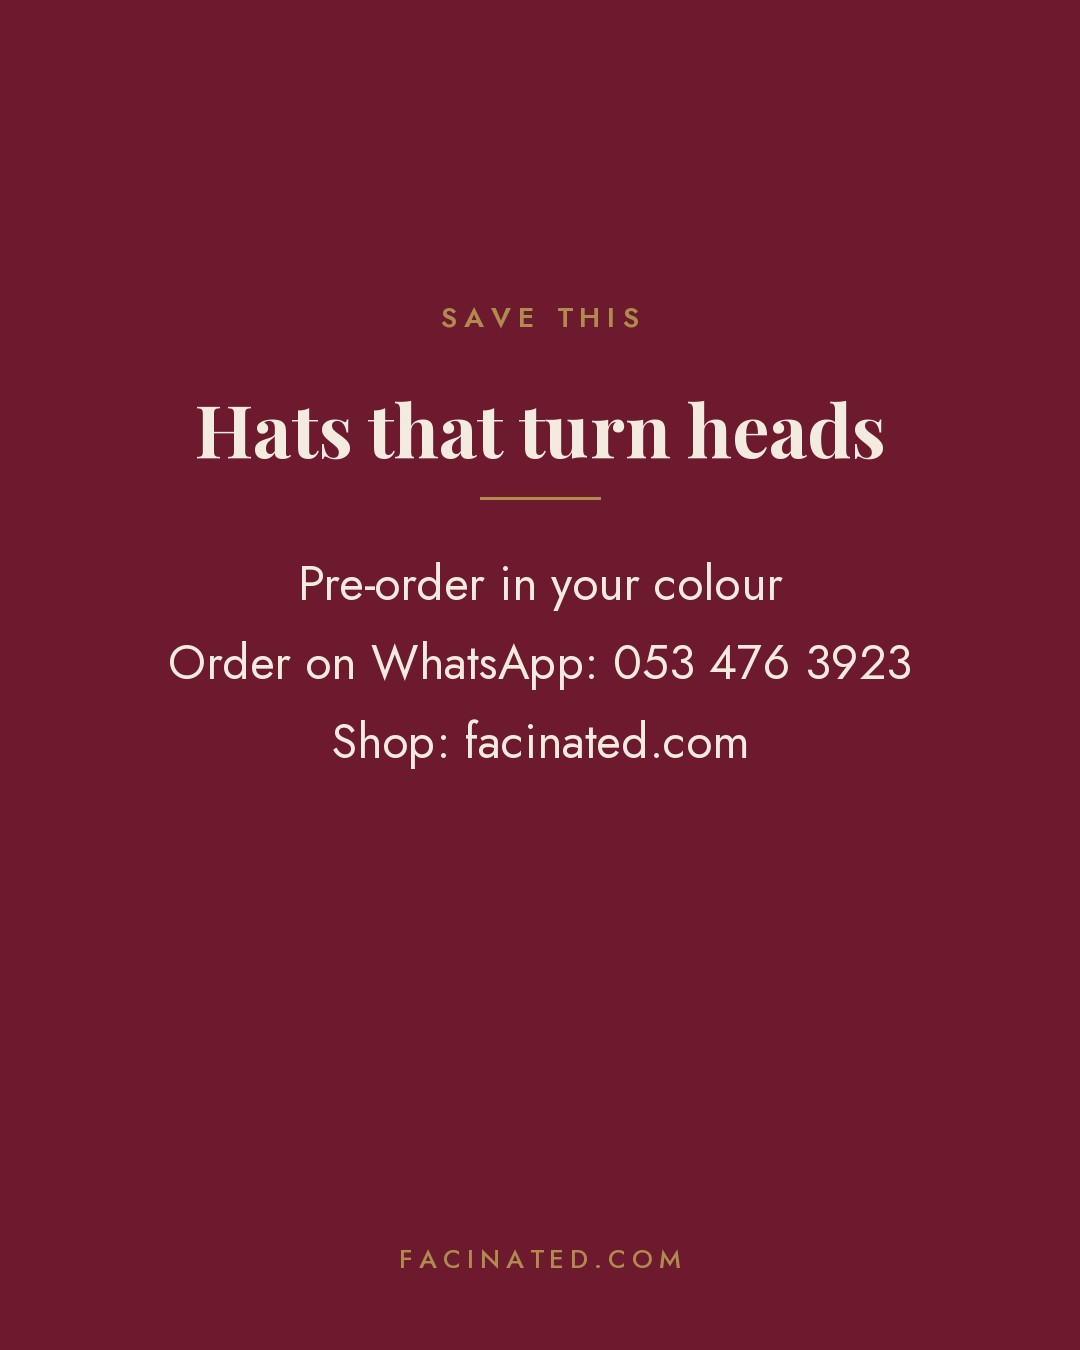 SAVE THIS
Hats that turn heads
Pre-order in your colour
Order on WhatsApp: 053 476 3923
Shop: facinated.com
FACINATED.COM